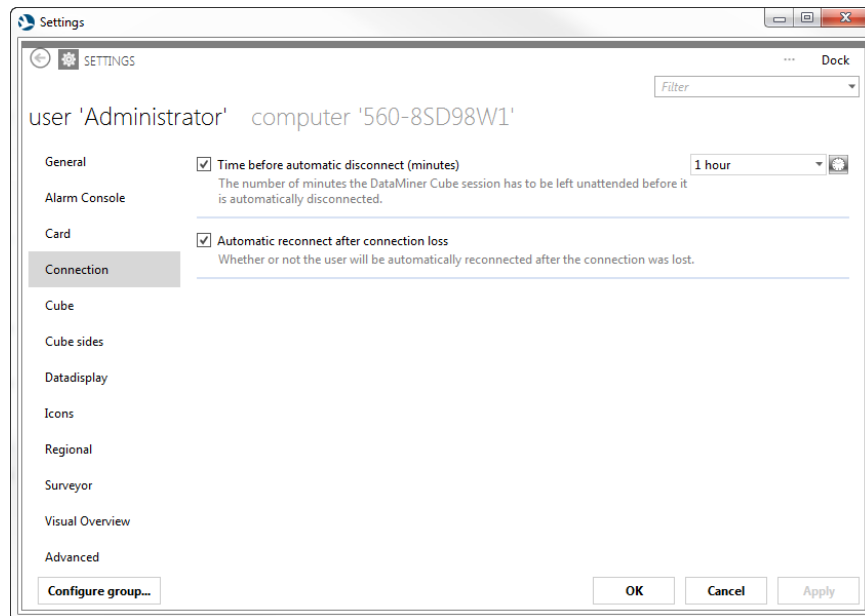 Settings
SETTINGS
... Dock
Filter
user 'Administrator' computer '560-8SD98W1'
General
Alarm Console
Card
Connection
Cube
Cube sides
Datadisplay
Icons
Regional
Surveyor
Visual Overview
Advanced
Time before automatic disconnect (minutes) 1 hour
The number of minutes the DataMiner Cube session has to be left unattended before it
is automatically disconnected.
Automatic reconnect after connection loss
Whether or not the user will be automatically reconnected after the connection was lost.
Configure group... OK Cancel Apply